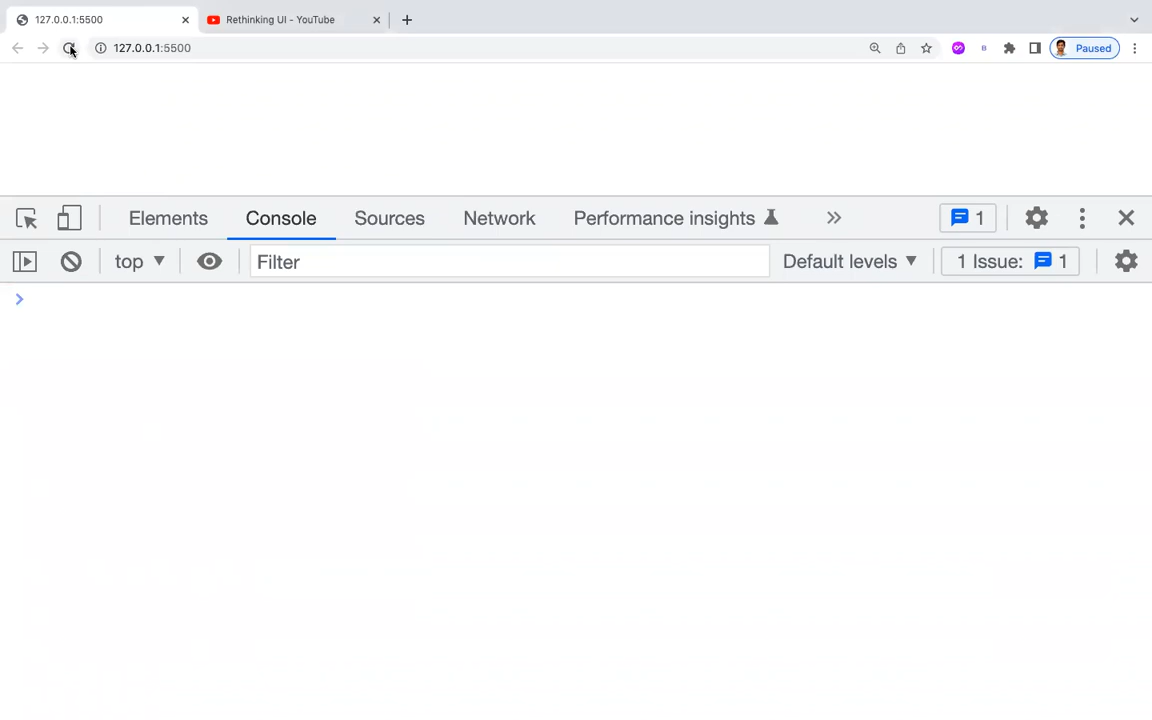 127.0.0.1:5500
Rethinking UI - YouTube
127.0.0.1:5500
Paused
Elements
Console
Sources
Network
Performance insights
1
top
Filter
Default levels
1 Issue: 1